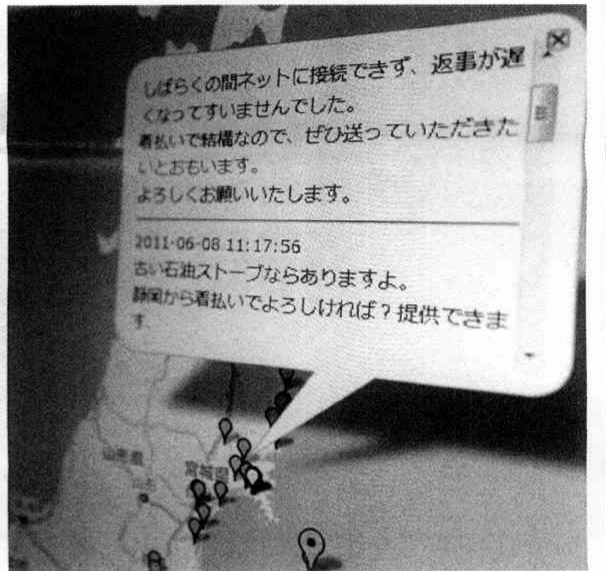 しばらくの間ネットに接続できず、返事が遅
くなってすいませんでした。
着払いで結構なので、ぜひ送っていただきた
いとおもいます。
よろしくお願いいたします。
2011-06-08 11:17:56
古い石油ストーブならありますよ。
静岡から着払いでよろしければ？提供できま
す.
山形県
宮城県